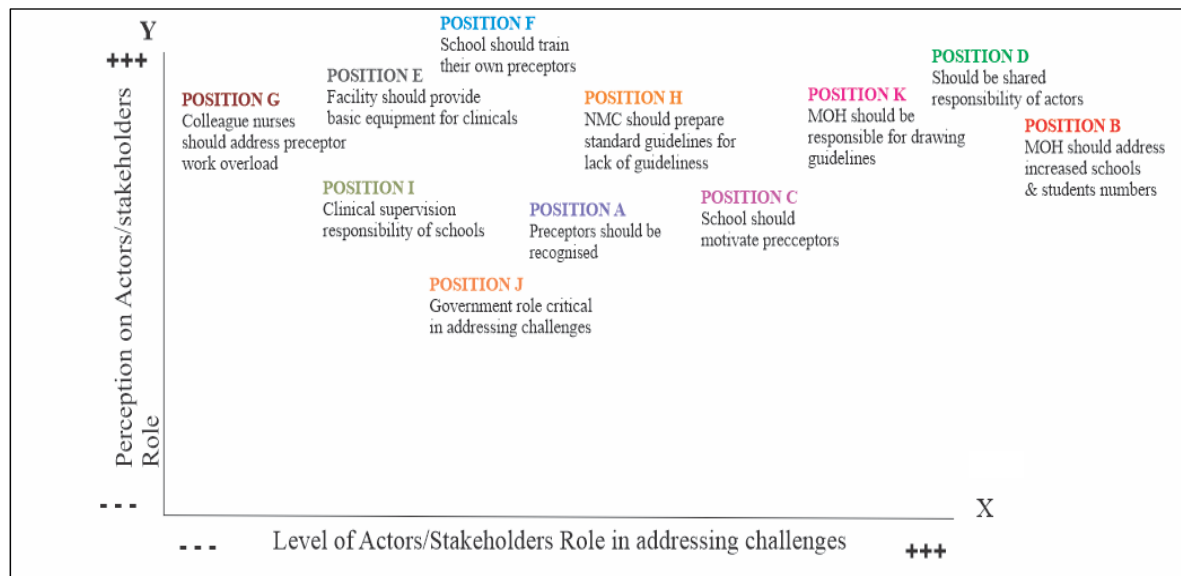 Y
+++
Perception on Actors/stakeholders
Role
POSITION F
School should train
their own preceptors
POSITION D
Should be shared
responsibility of actors
POSITION E
Facility should provide
basic equipment for clinicals
POSITION G
Colleague nurses
should address preceptor
work overload
POSITION H
NMC should prepare
standard guidelines for
lack of guideliness
POSITION K
MOH should be
responsible for drawing
guidelines
POSITION B
MOH should address
increased schools
& students numbers
POSITION I
Clinical supervision
responsibility of schools
POSITION A
Preceptors should be
recognised
POSITION C
School should
motivate precceptors
POSITION J
Government role critical
in addressing challenges
- - -
X
- - -
Level of Actors/Stakeholders Role in addressing challenges
+++